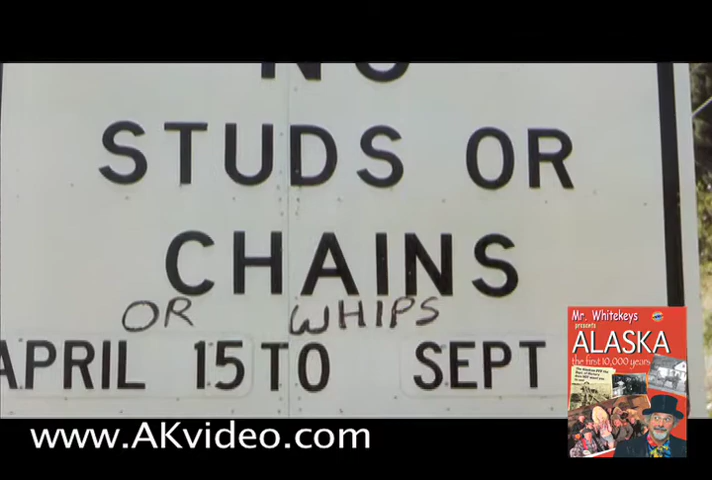 NO
STUDS OR
CHAINS
OR WHIPS
APRIL 15 TO SEPT
www.AKvideo.com
Mr. Whitekeys
presents
ALASKA
the first 10,000 years